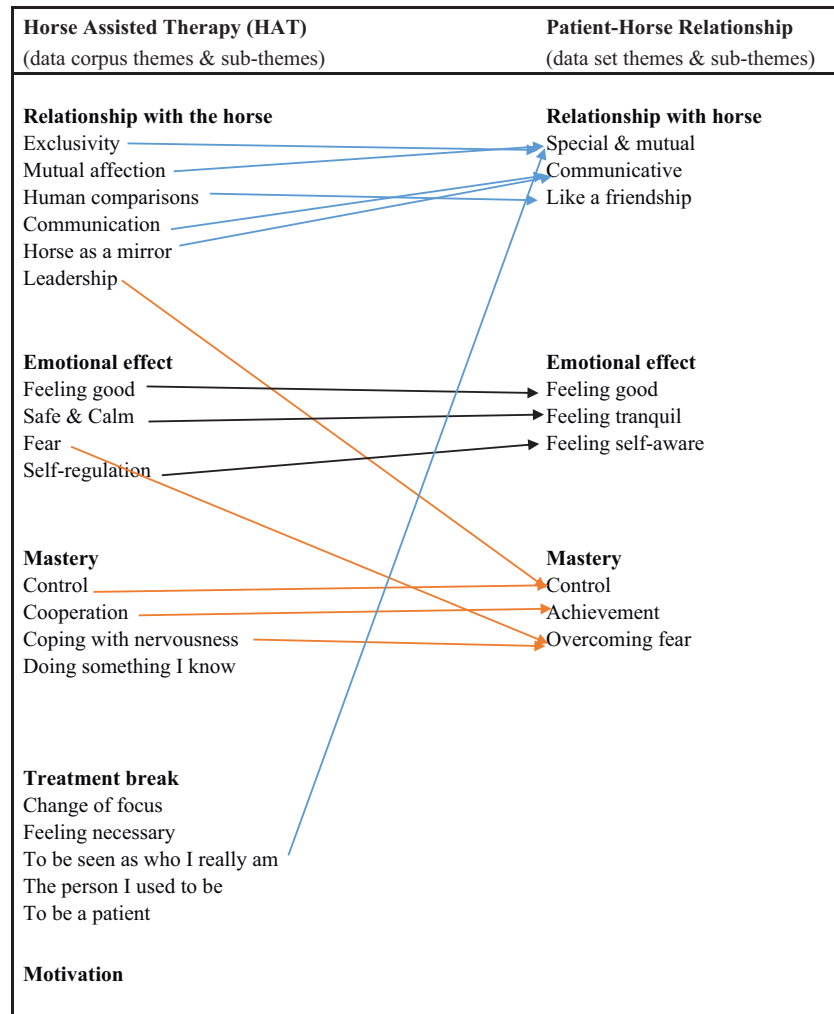 Horse Assisted Therapy (HAT)
(data corpus themes & sub-themes)
Patient-Horse Relationship
(data set themes & sub-themes)
Relationship with the horse
Exclusivity
Mutual affection
Human comparisons
Communication
Horse as a mirror
Leadership
Relationship with horse
Special & mutual
Communicative
Like a friendship
Emotional effect
Feeling good
Safe & Calm
Fear
Self-regulation
Emotional effect
Feeling good
Feeling tranquil
Feeling self-aware
Mastery
Control
Cooperation
Coping with nervousness
Doing something I know
Mastery
Control
Achievement
Overcoming fear
Treatment break
Change of focus
Feeling necessary
To be seen as who I really am
The person I used to be
To be a patient
Motivation